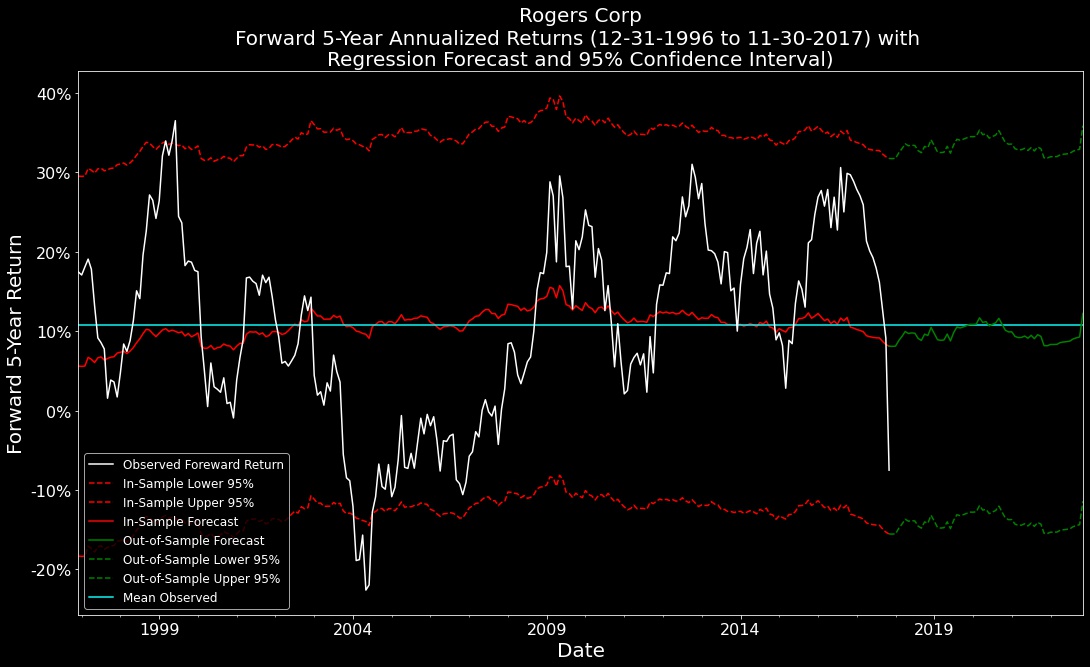 Rogers Corp
Forward 5-Year Annualized Returns (12-31-1996 to 11-30-2017) with
Regression Forecast and 95% Confidence Interval)
Forward 5-Year Return
40%
30%
20%
10%
0%
-10%
-20%
Observed Foreward Return
In-Sample Lower 95%
In-Sample Upper 95%
In-Sample Forecast
Out-of-Sample Forecast
Out-of-Sample Lower 95%
Out-of-Sample Upper 95%
Mean Observed
1999
2004
2009
2014
2019
Date